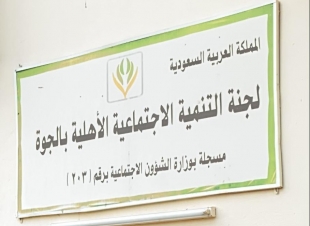 المملكة العربية السعودية
لجنة التنمية الاجتماعية الأهلية بالجوة
مسجلة بوزارة الشؤون الاجتماعية برقم (٢٠٣)